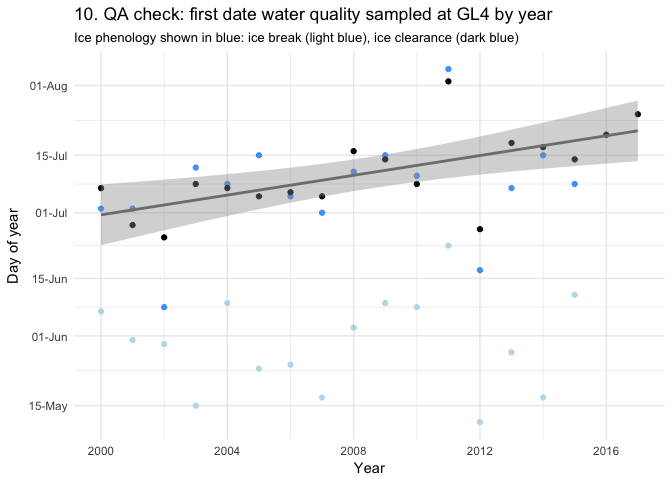 10. QA check: first date water quality sampled at GL4 by year
Ice phenology shown in blue: ice break (light blue), ice clearance (dark blue)
01-Aug
15-Jul
01-Jul
15-Jun
01-Jun
15-May
Day of year
2000 2004 2008 2012 2016
Year